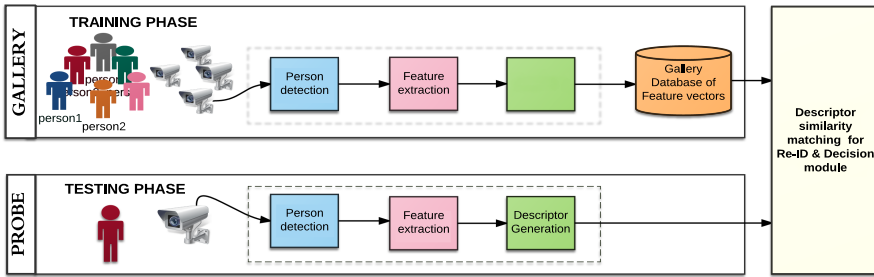 GALLERY
TRAINING PHASE
person
person1
person2
Person
detection
Feature
extraction
Gallery
Database of
Feature vectors
Descriptor
similarity
matching for
Re-ID & Decision
module
PROBE
TESTING PHASE
Person
detection
Feature
extraction
Descriptor
Generation